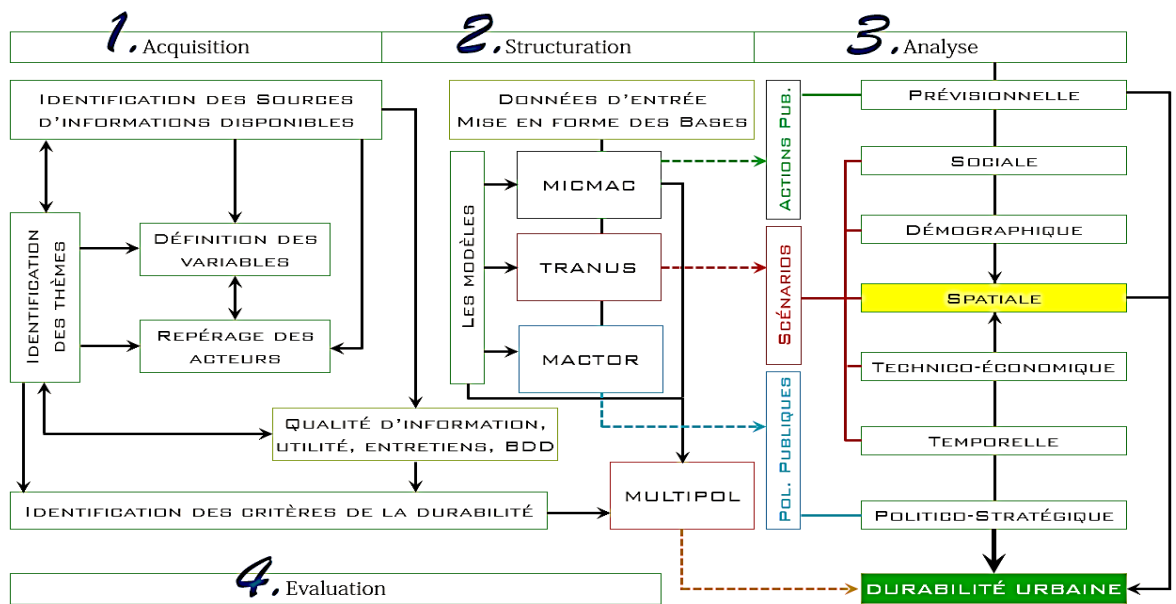 1. Acquisition
2. Structuration
3. Analyse
IDENTIFICATION DES SOURCES
D'INFORMATIONS DISPONIBLES
IDENTIFICATION
DES THÈMES
DÉFINITION DES
VARIABLES
REPÉRAGE DES
ACTEURS
QUALITÉ D'INFORMATION,
UTILITÉ, ENTRETIENS, BDD
IDENTIFICATION DES CRITÈRES DE LA DURABILITÉ
DONNÉES D'ENTRÉE
MISE EN FORME DES BASES
LES MODÈLES
MICMAC
TRANUS
MACTOR
MULTIPOL
ACTIONS PUB.
SCÉNARIOS
POL. PUBLIQUES
PRÉVISIONNELLE
SOCIALE
DÉMOGRAPHIQUE
SPATIALE
TECHNICO-ÉCONOMIQUE
TEMPORELLE
POLITICO-STRATÉGIQUE
DURABILITÉ URBAINE
4. Evaluation